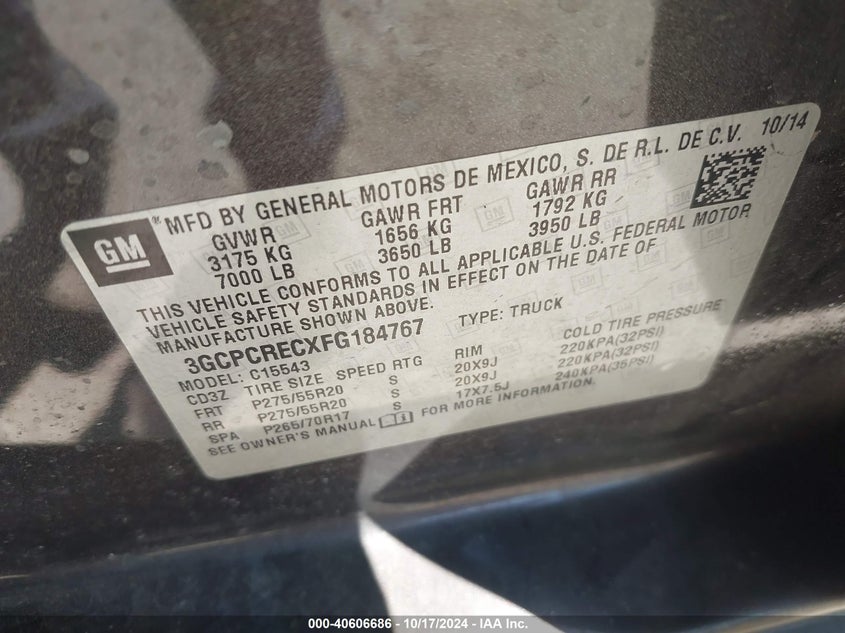 GM
® MFD BY GENERAL MOTORS DE MEXICO, S. DE R.L. DE C.V. 10/14
GVWR GAWR FRT GAWR RR
3175 KG 1656 KG 1792 KG
7000 LB 3650 LB 3950 LB
THIS VEHICLE CONFORMS TO ALL APPLICABLE U.S. FEDERAL MOTOR
VEHICLE SAFETY STANDARDS IN EFFECT ON THE DATE OF
MANUFACTURE SHOWN ABOVE.
3GCPCRECXFG184767 TYPE: TRUCK
MODEL: C15543
CD3Z TIRE SIZE SPEED RTG RIM COLD TIRE PRESSURE
FRT P275/55R20 S 20X9J 220KPA(32PSI)
RR P275/55R20 S 20X9J 220KPA(32PSI)
SPA P265/70R17 S 17X7.5J 240KPA(35PSI)
SEE OWNER'S MANUAL FOR MORE INFORMATION.
000-40606686 - 10/17/2024 - IAA Inc.